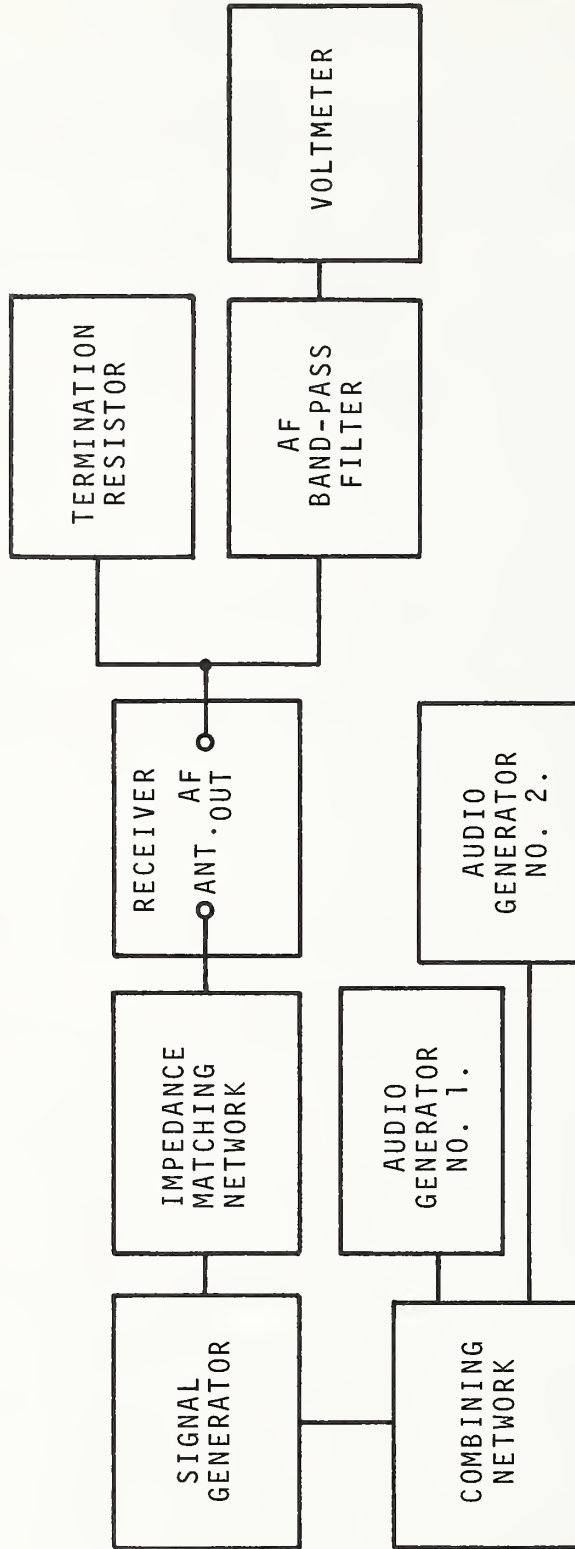 SIGNAL
GENERATOR
IMPEDANCE
MATCHING
NETWORK
RECEIVER
ANT.
AF
OUT
TERMINATION
RESISTOR
AF
BAND-PASS
FILTER
VOLTMETER
COMBINING
NETWORK
AUDIO
GENERATOR
NO. 1.
AUDIO
GENERATOR
NO. 2.